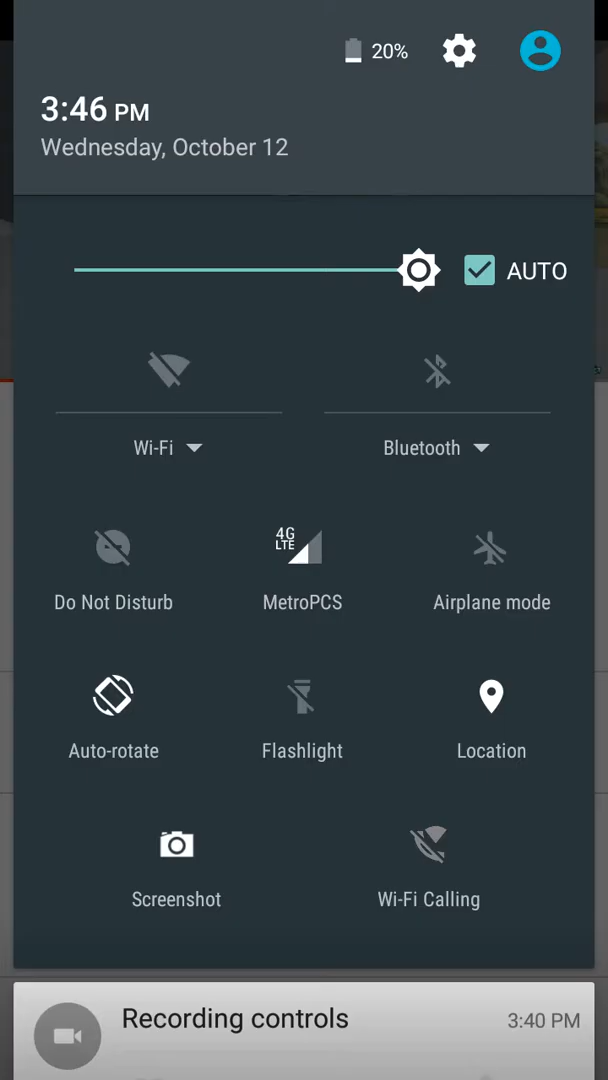 20%
3:46 PM
Wednesday, October 12
AUTO
Wi-Fi
Bluetooth
Do Not Disturb
4G
LTE
MetroPCS
Airplane mode
Auto-rotate
Flashlight
Location
Screenshot
Wi-Fi Calling
Recording controls
3:40 PM